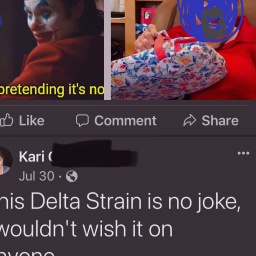 pretending it's no
Like Comment Share
Kari
Jul 30 ·
his Delta Strain is no joke,
wouldn't wish it on
nyone